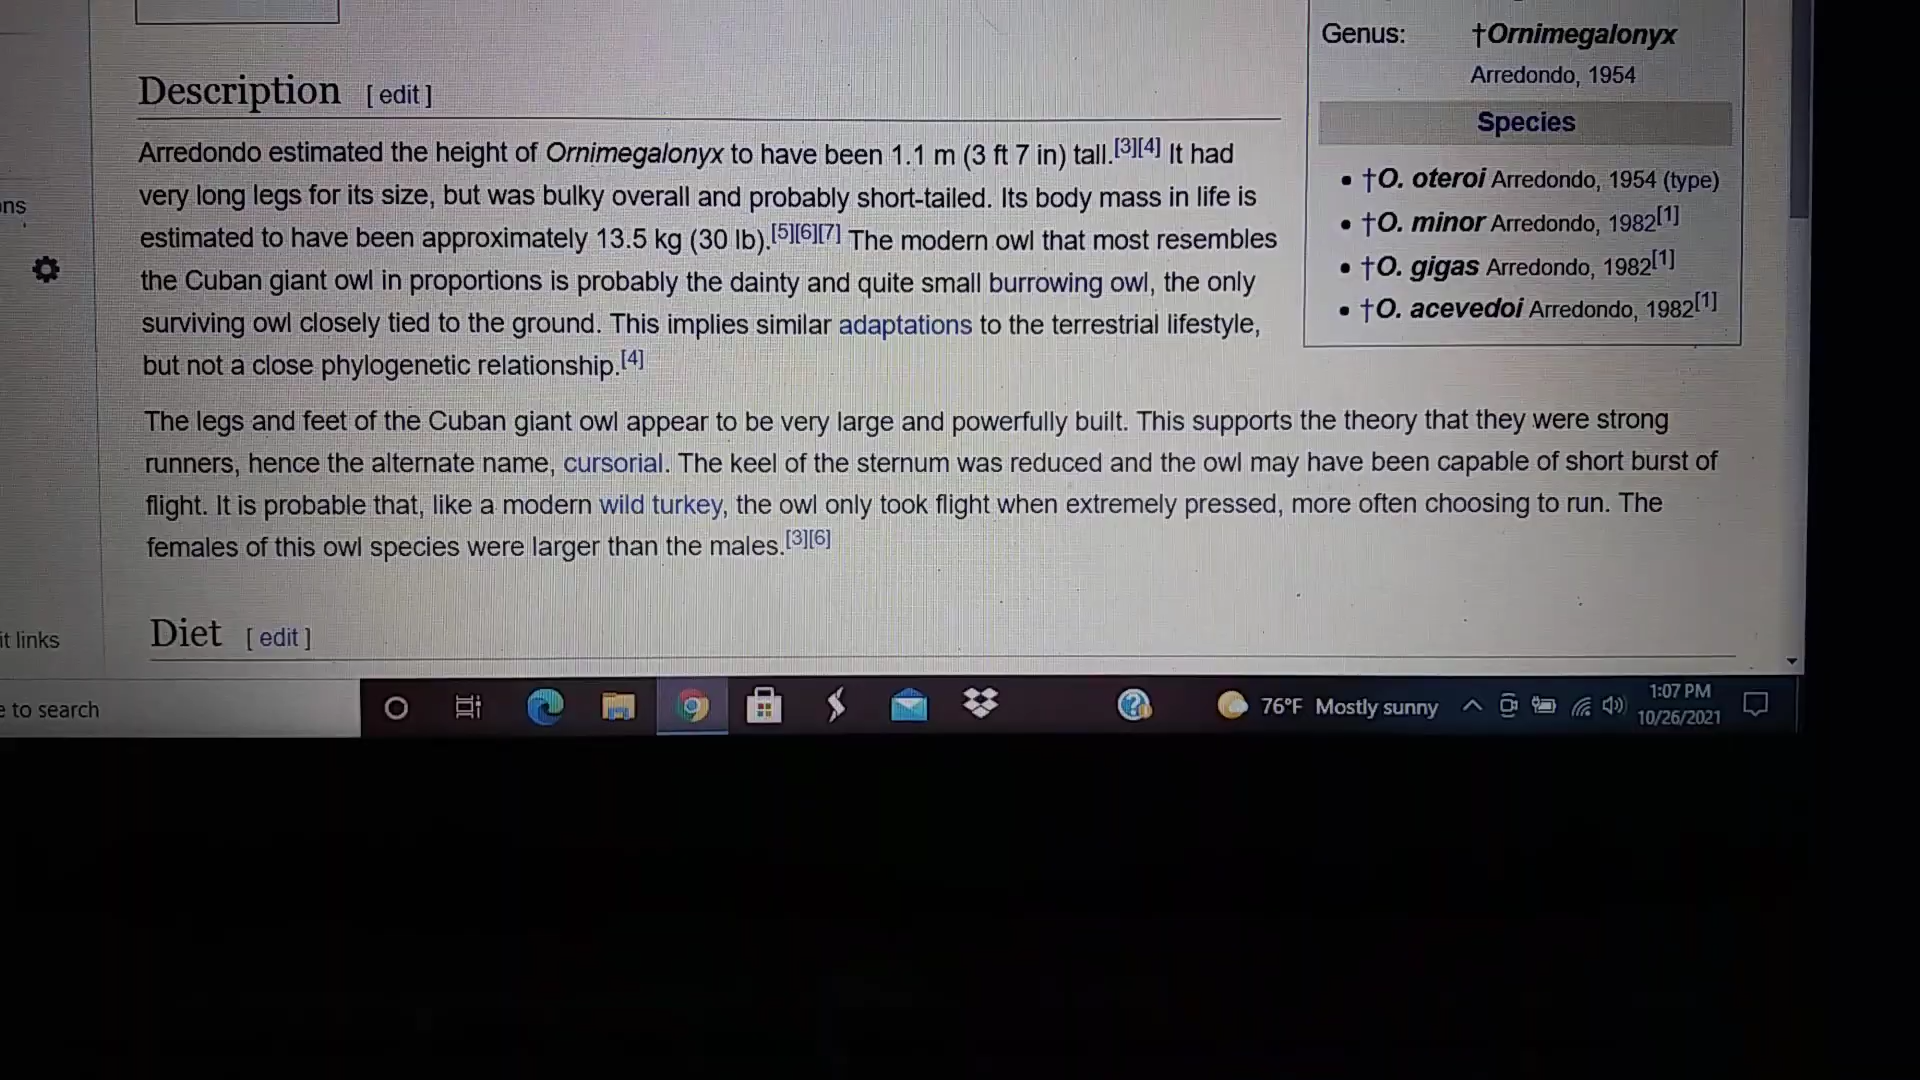 Genus: †Ornimegalonyx
Arredondo, 1954
Description [ edit ]
Species
Arredondo estimated the height of Ornimegalonyx to have been 1.1 m (3 ft 7 in) tall.[3][4] It had
very long legs for its size, but was bulky overall and probably short-tailed. Its body mass in life is
estimated to have been approximately 13.5 kg (30 lb).[5][6][7] The modern owl that most resembles
the Cuban giant owl in proportions is probably the dainty and quite small burrowing owl, the only
surviving owl closely tied to the ground. This implies similar adaptations to the terrestrial lifestyle,
but not a close phylogenetic relationship.[4]
• †O. oteroi Arredondo, 1954 (type)
• †O. minor Arredondo, 1982[1]
• †O. gigas Arredondo, 1982[1]
• †O. acevedoi Arredondo, 1982[1]
ns
The legs and feet of the Cuban giant owl appear to be very large and powerfully built. This supports the theory that they were strong
runners, hence the alternate name, cursorial. The keel of the sternum was reduced and the owl may have been capable of short burst of
flight. It is probable that, like a modern wild turkey, the owl only took flight when extremely pressed, more often choosing to run. The
females of this owl species were larger than the males.[3][6]
Diet [ edit ]
it links
e to search
76°F Mostly sunny
1:07 PM
10/26/2021